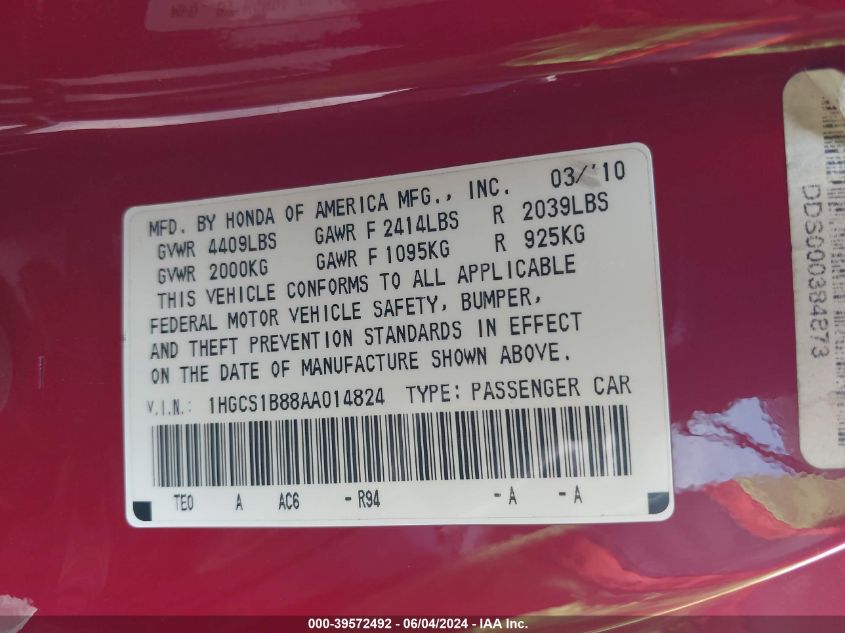 MFD. BY HONDA OF AMERICA MFG., INC. 03/'10
GVWR 4409LBS GAWR F 2414LBS R 2039LBS
GVWR 2000KG GAWR F 1095KG R 925KG
THIS VEHICLE CONFORMS TO ALL APPLICABLE
FEDERAL MOTOR VEHICLE SAFETY, BUMPER,
AND THEFT PREVENTION STANDARDS IN EFFECT
ON THE DATE OF MANUFACTURE SHOWN ABOVE.
V.I.N.: 1HGCS1B88AA014824 TYPE: PASSENGER CAR
TE0 A AC6 - R94 - A - A
DDS000384273
000-39572492 - 06/04/2024 - IAA Inc.